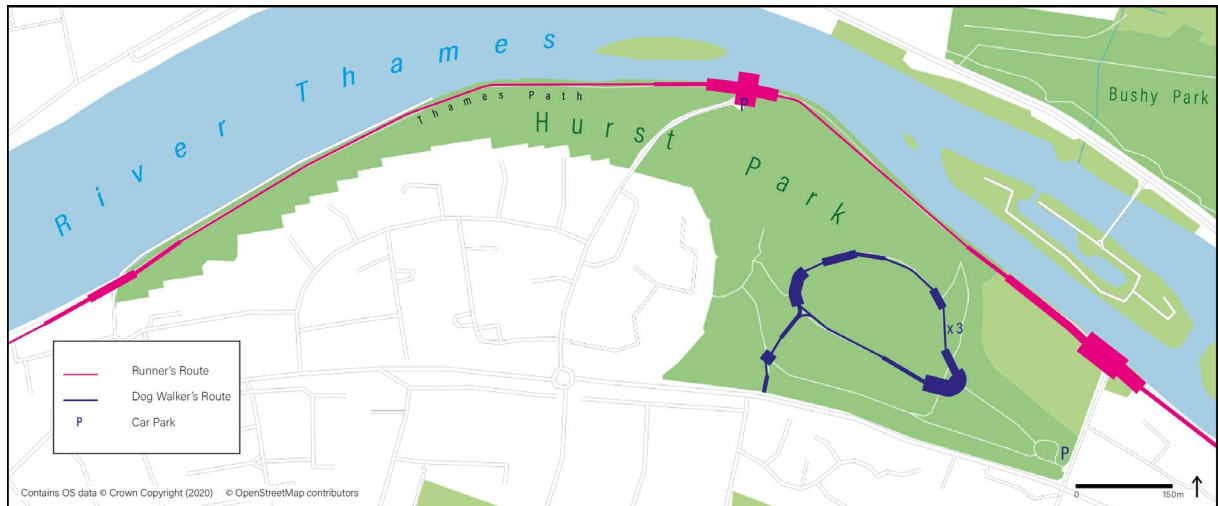 River Thames
Thames Path
Hurst Park
Bushy Park
P
x3
P
Runner's Route
Dog Walker's Route
P Car Park
Contains OS data © Crown Copyright (2020) © OpenStreetMap contributors
0 150m